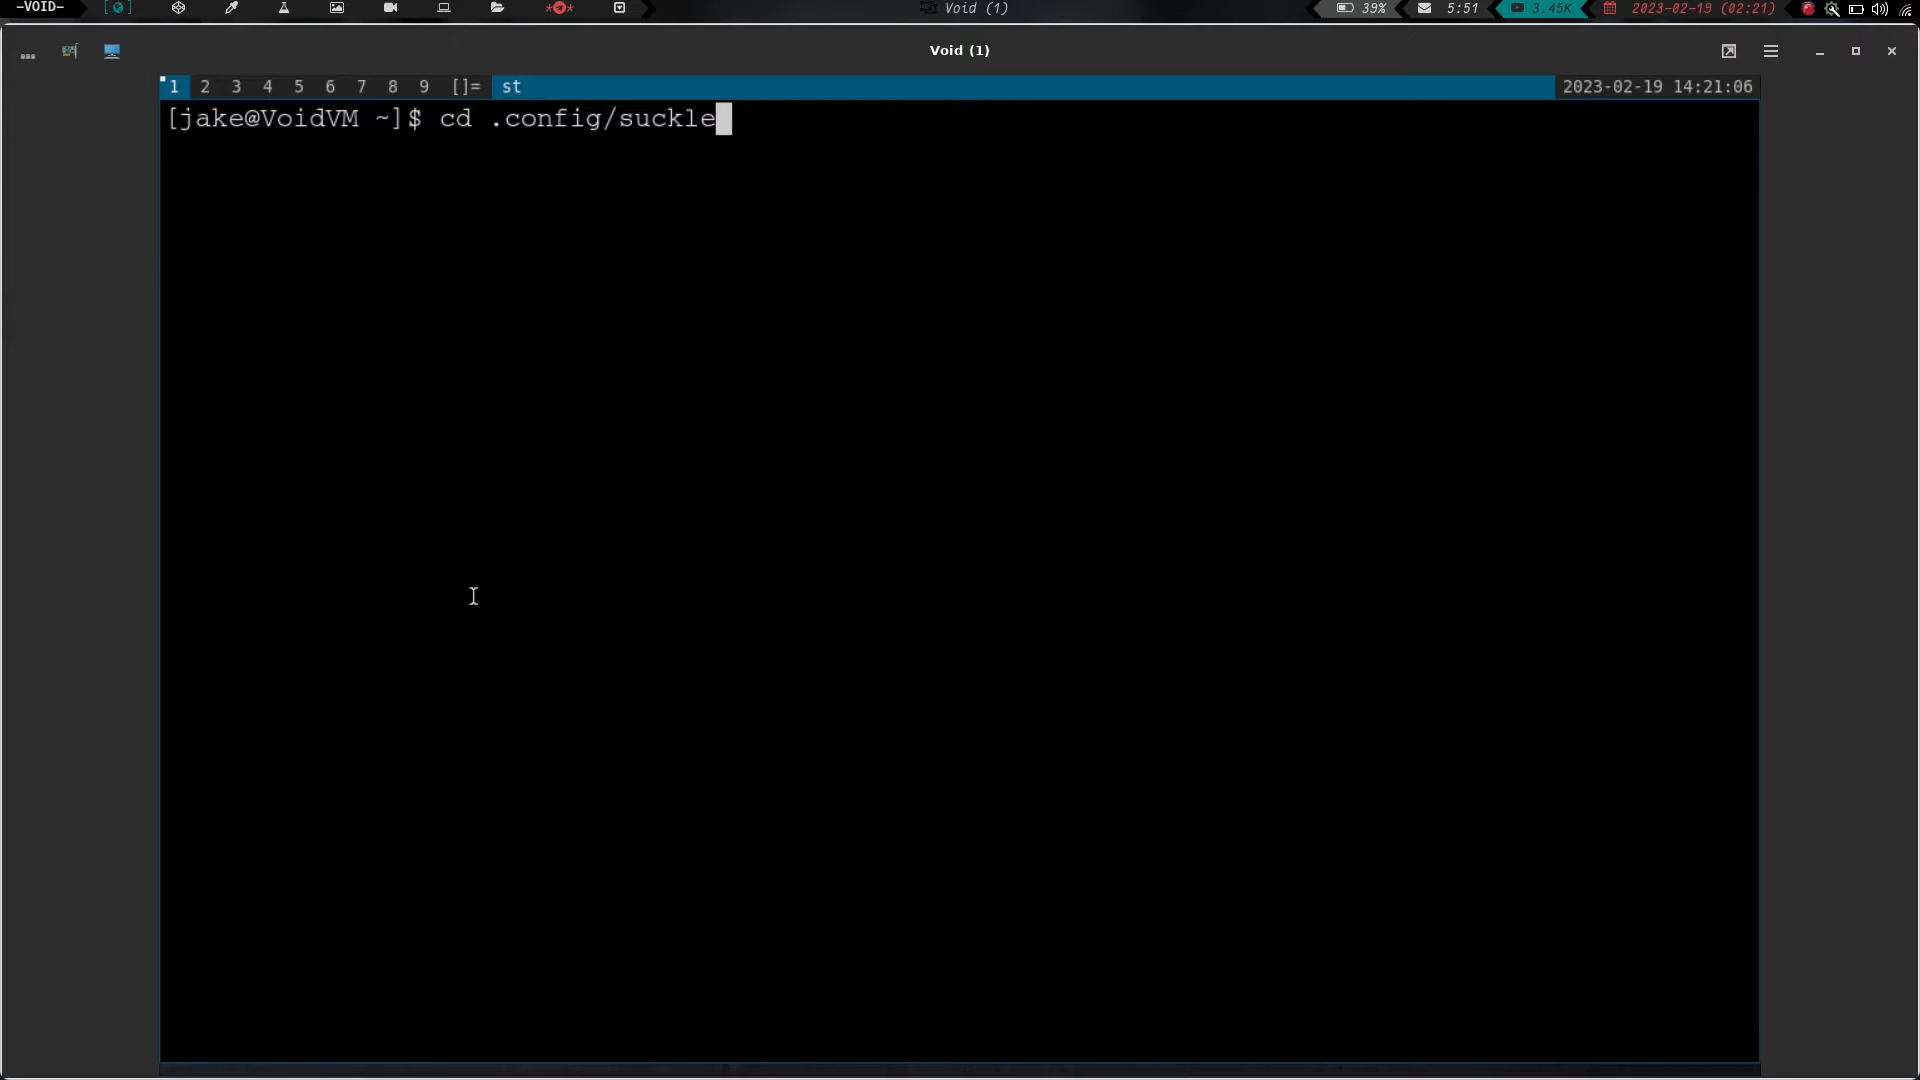 -VOID-
Void (1)
39%
5:51
3.45K
2023-02-19 (02:21)
Void (1)
1 2 3 4 5 6 7 8 9 []= st
2023-02-19 14:21:06
[jake@VoidVM ~]$ cd .config/suckle